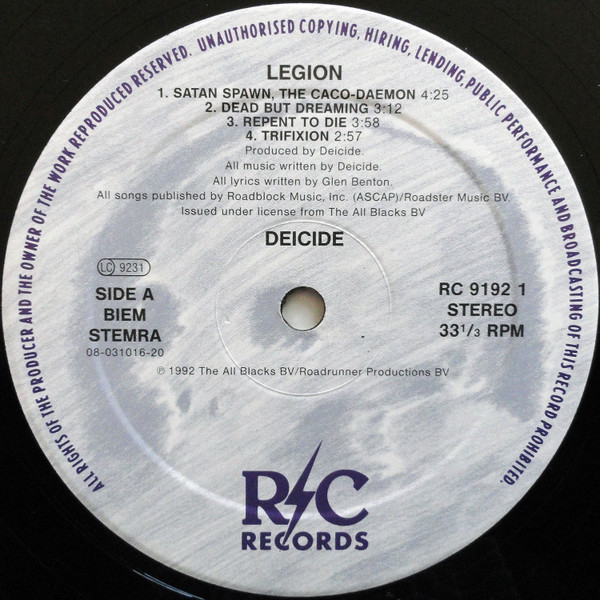 ALL RIGHTS OF THE PRODUCER AND THE OWNER OF THE WORK REPRODUCED RESERVED. UNAUTHORISED COPYING, HIRING, LENDING, PUBLIC PERFORMANCE AND BROADCASTING OF THIS RECORD PROHIBITED.
LEGION
1. SATAN SPAWN, THE CACO-DAEMON 4:25
2. DEAD BUT DREAMING 3:12
3. REPENT TO DIE 3:58
4. TRIFIXION 2:57
Produced by Deicide.
All music written by Deicide.
All lyrics written by Glen Benton.
All songs published by Roadblock Music, Inc. (ASCAP)/Roadster Music BV.
Issued under license from The All Blacks BV
DEICIDE
LC 9231
SIDE A
BIEM
STEMRA
08-031016-20
RC 9192 1
STEREO
33 1/3 RPM
℗ 1992 The All Blacks BV/Roadrunner Productions BV
R/C
RECORDS